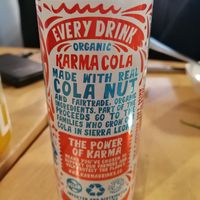 EVERY DRINK
ORGANIC
KARMA COLA
MADE WITH REAL
COLA NUT
AND FAIRTRADE, ORGANIC
INGREDIENTS. PART OF THE
PROCEEDS GO TO THE
FAMILIES WHO GROW
COLA IN SIERRA LEO
THE POWER
OF KARMA